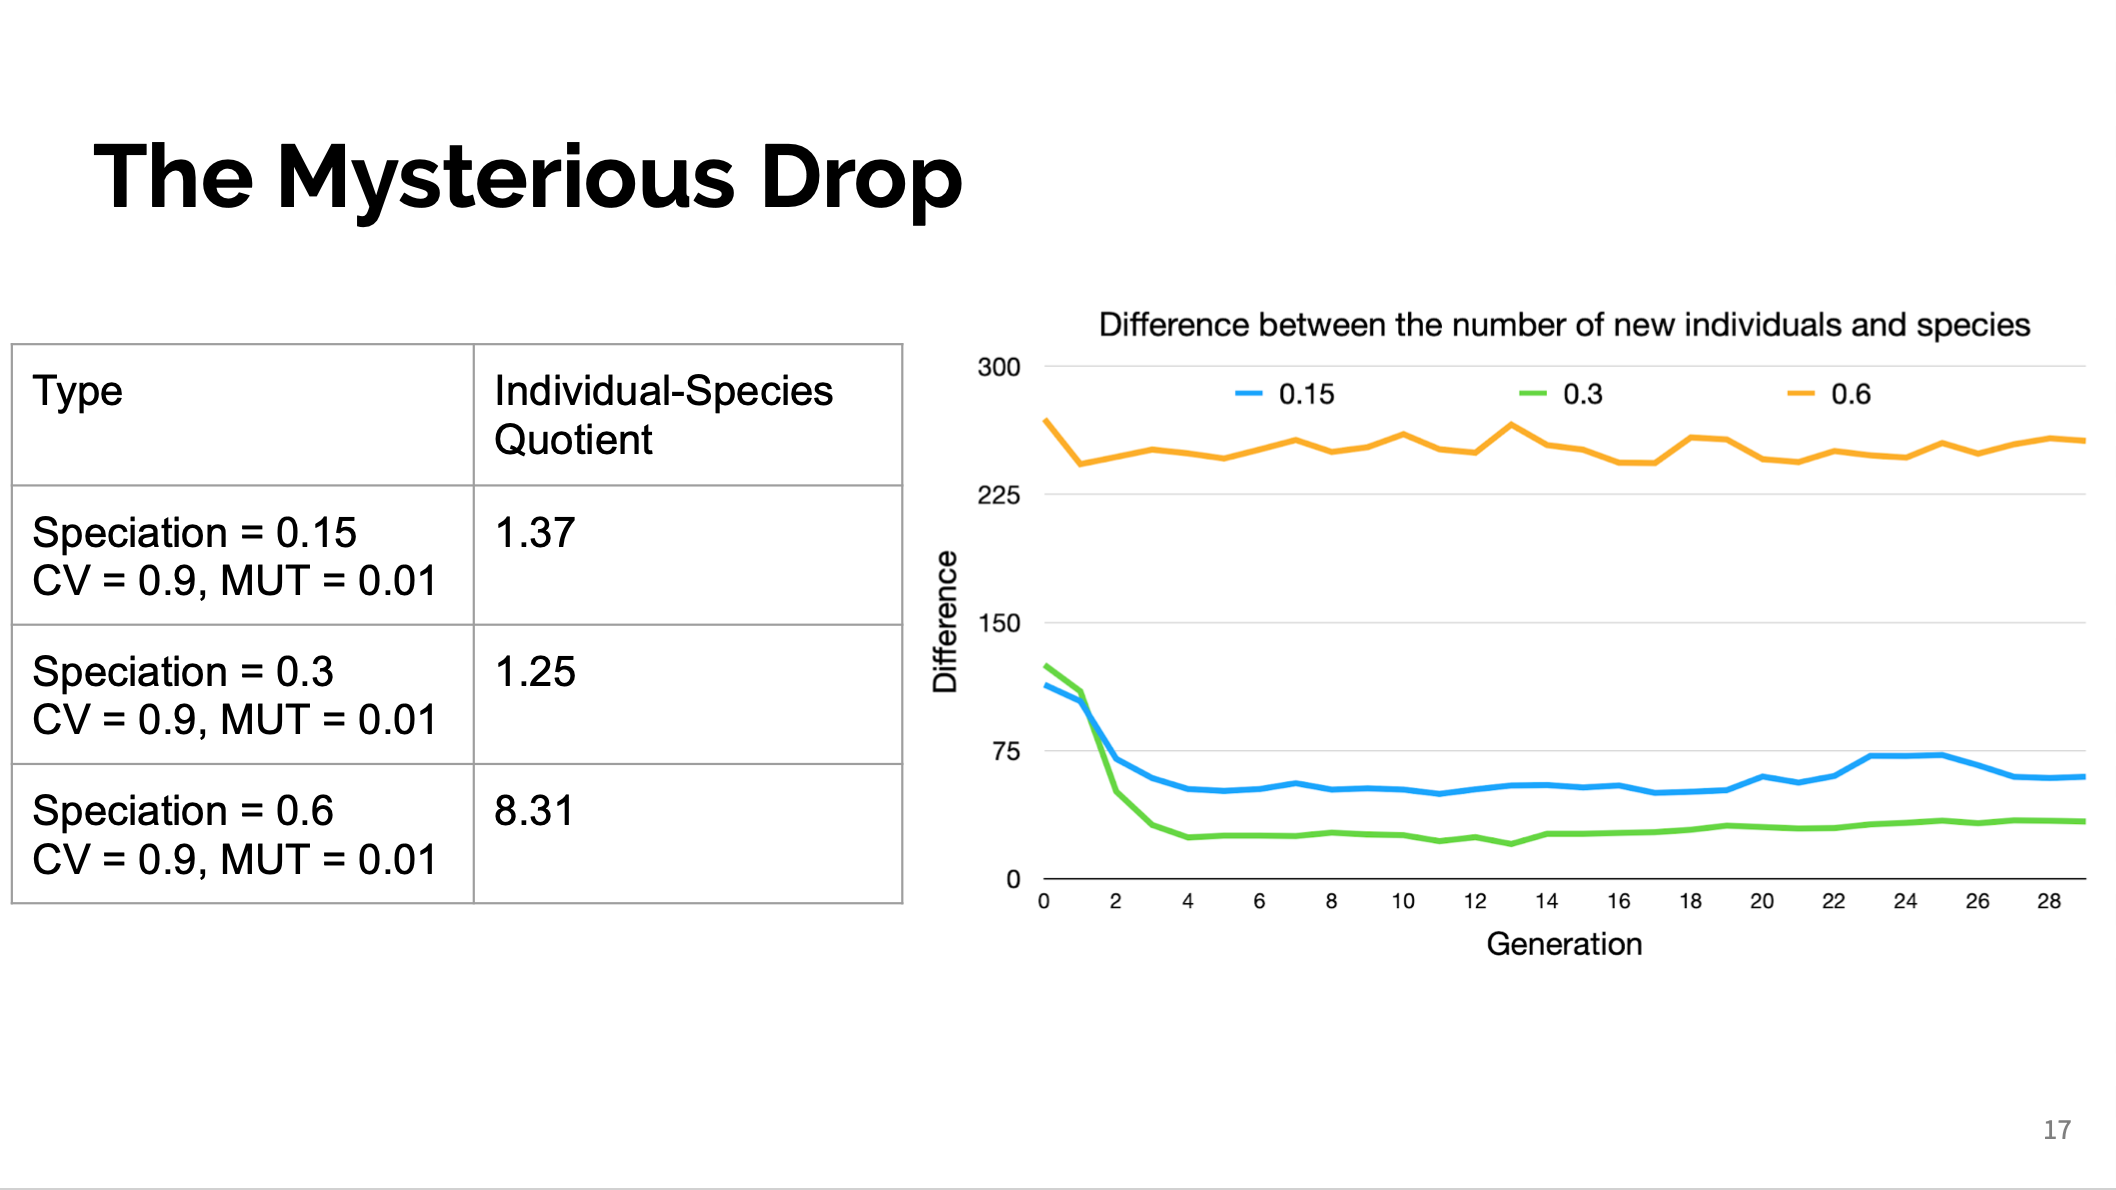 The Mysterious Drop
Type
Individual-Species
Quotient
Speciation = 0.15
CV = 0.9, MUT = 0.01
1.37
Speciation = 0.3
CV = 0.9, MUT = 0.01
1.25
Speciation = 0.6
CV = 0.9, MUT = 0.01
8.31
Difference between the number of new individuals and species
0.15 0.3 0.6
Difference
300
225
150
75
0
0 2 4 6 8 10 12 14 16 18 20 22 24 26 28
Generation
17